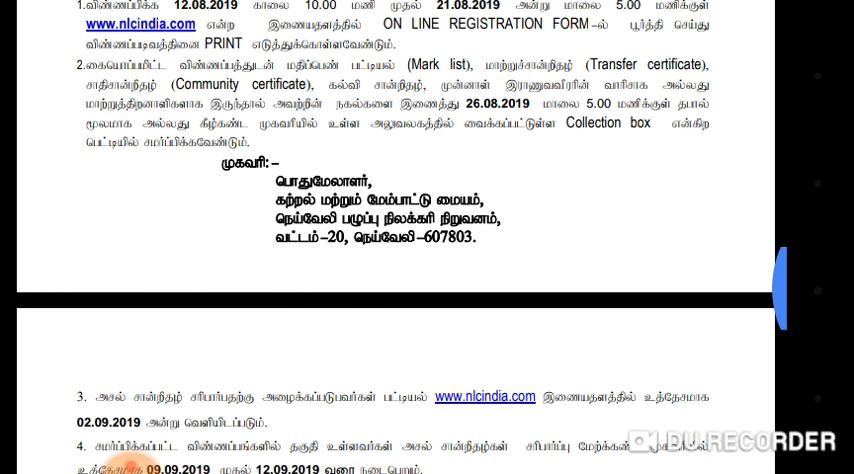 1.விண்ணப்பிக்க 12.08.2019 காலை 10.00 மணி முதல் 21.08.2019 அன்று மாலை 5.00 மணிக்குள்
www.nlcindia.com என்ற இணையதளத்தில் ON LINE REGISTRATION FORM-ல் பூர்த்தி செய்து
விண்ணப்படிவத்தினை PRINT எடுத்துக்கொள்ளவேண்டும்.
2.கையொப்பமிட்ட விண்ணப்பத்துடன் மதிப்பெண் பட்டியல் (Mark list), மாற்றுச்சான்றிதழ் (Transfer certificate),
சாதிசான்றிதழ் (Community certificate), கல்வி சான்றிதழ், முன்னாள் இராணுவவீரரின் வாரிசாக அல்லது
மாற்றுத்திறனாளிகளாக இருந்தால் அவற்றின் நகல்களை இணைத்து 26.08.2019 மாலை 5.00 மணிக்குள் தபால்
மூலமாக அல்லது கீழ்கண்ட முகவரியில் உள்ள அலுவலகத்தில் வைக்கப்பட்டுள்ள Collection box என்கிற
பெட்டியில் சமர்ப்பிக்கவேண்டும்.
முகவரி:–
பொதுமேலாளர்,
கற்றல் மற்றும் மேம்பாட்டு மையம்,
நெய்வேலி பழுப்பு நிலக்கரி நிறுவனம்,
வட்டம்–20, நெய்வேலி–607803.
3. அசல் சான்றிதழ் சரிபார்பதற்கு அழைக்கப்படுபவர்கள் பட்டியல் www.nlcindia.com இணையதளத்தில் உத்தேசமாக
02.09.2019 அன்று வெளியிடப்படும்.
4. சமர்ப்பிக்கப்பட்ட விண்ணப்பங்களில் தகுதி உள்ளவர்கள் அசல் சான்றிதழ்கள் சரிபார்ப்பு மேற்கண்ட
உத்தேசமாக 09.09.2019 முதல் 12.09.2019 வரை நடைபெறும்.
DU RECORDER